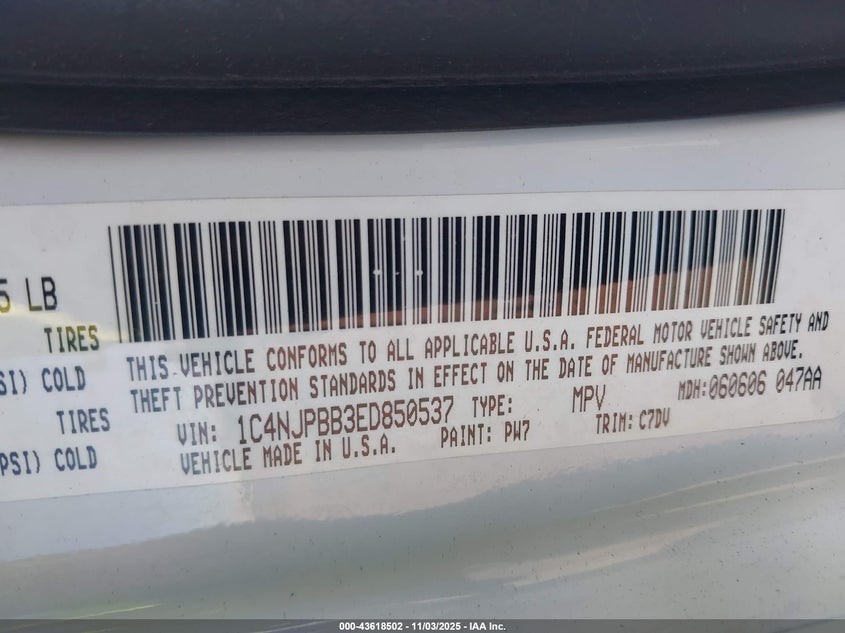 5 LB
TIRES
SI) COLD
TIRES
PSI) COLD
THIS VEHICLE CONFORMS TO ALL APPLICABLE U.S.A. FEDERAL MOTOR VEHICLE SAFETY AND
THEFT PREVENTION STANDARDS IN EFFECT ON THE DATE OF MANUFACTURE SHOWN ABOVE.
VIN: 1C4NJPBB3ED850537 TYPE: MPV MDH:060606 047AA
VEHICLE MADE IN U.S.A. PAINT: PW7 TRIM: C7DV
000-43618502 - 11/03/2025 - IAA Inc.